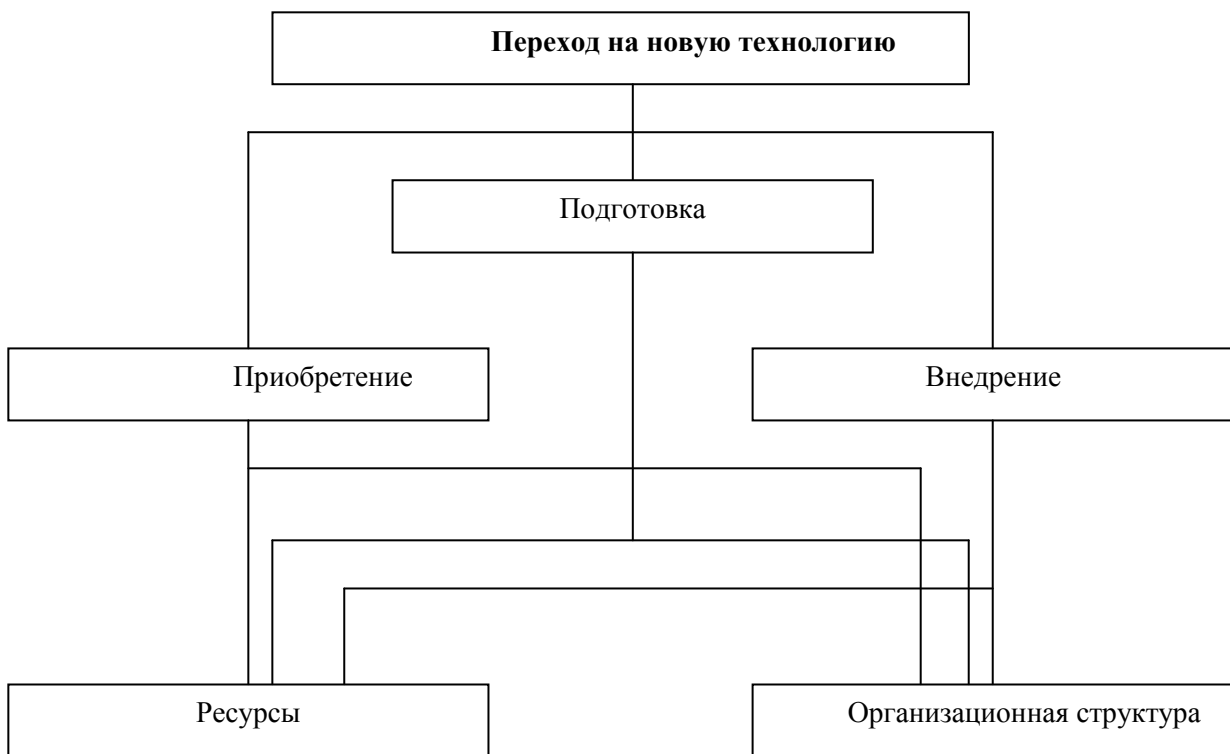 Переход на новую технологию
Подготовка
Приобретение
Внедрение
Ресурсы
Организационная структура